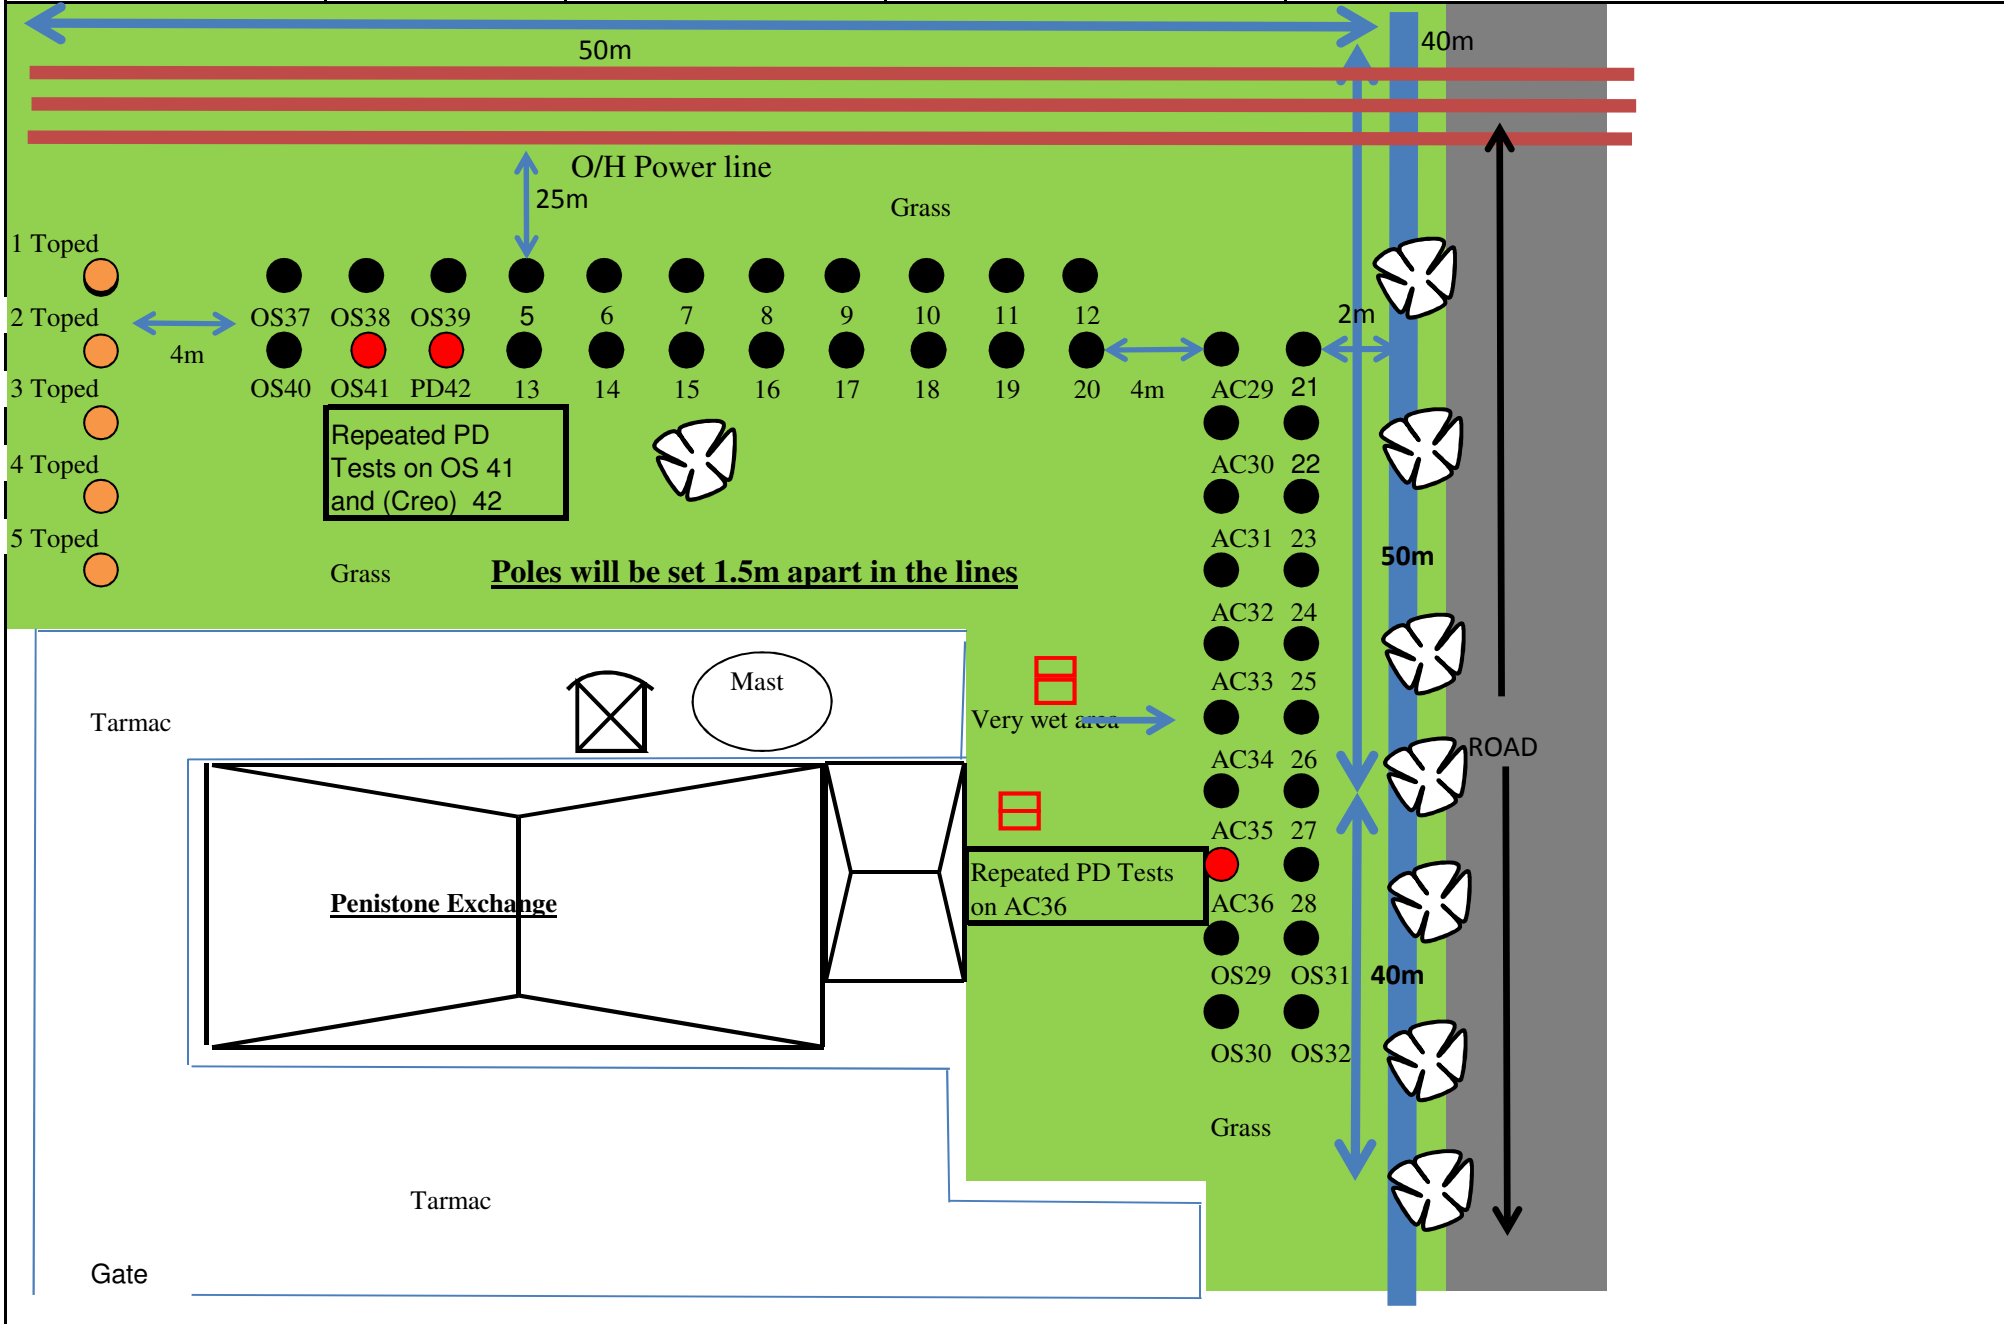 50m
40m
O/H Power line
25m
Grass
1 Toped
2 Toped
4m
OS37 OS38 OS39 5 6 7 8 9 10 11 12
2m
3 Toped
OS40 OS41 PD42 13 14 15 16 17 18 19 20 4m AC29 21
Repeated PD
Tests on OS 41
and (Creo) 42
4 Toped
AC30 22
5 Toped
AC31 23
50m
Grass
Poles will be set 1.5m apart in the lines
AC32 24
Mast
AC33 25
Tarmac
Very wet area
ROAD
AC34 26
AC35 27
Repeated PD Tests
on AC36
Penistone Exchange
AC36 28
OS29 OS31
40m
OS30 OS32
Grass
Tarmac
Gate